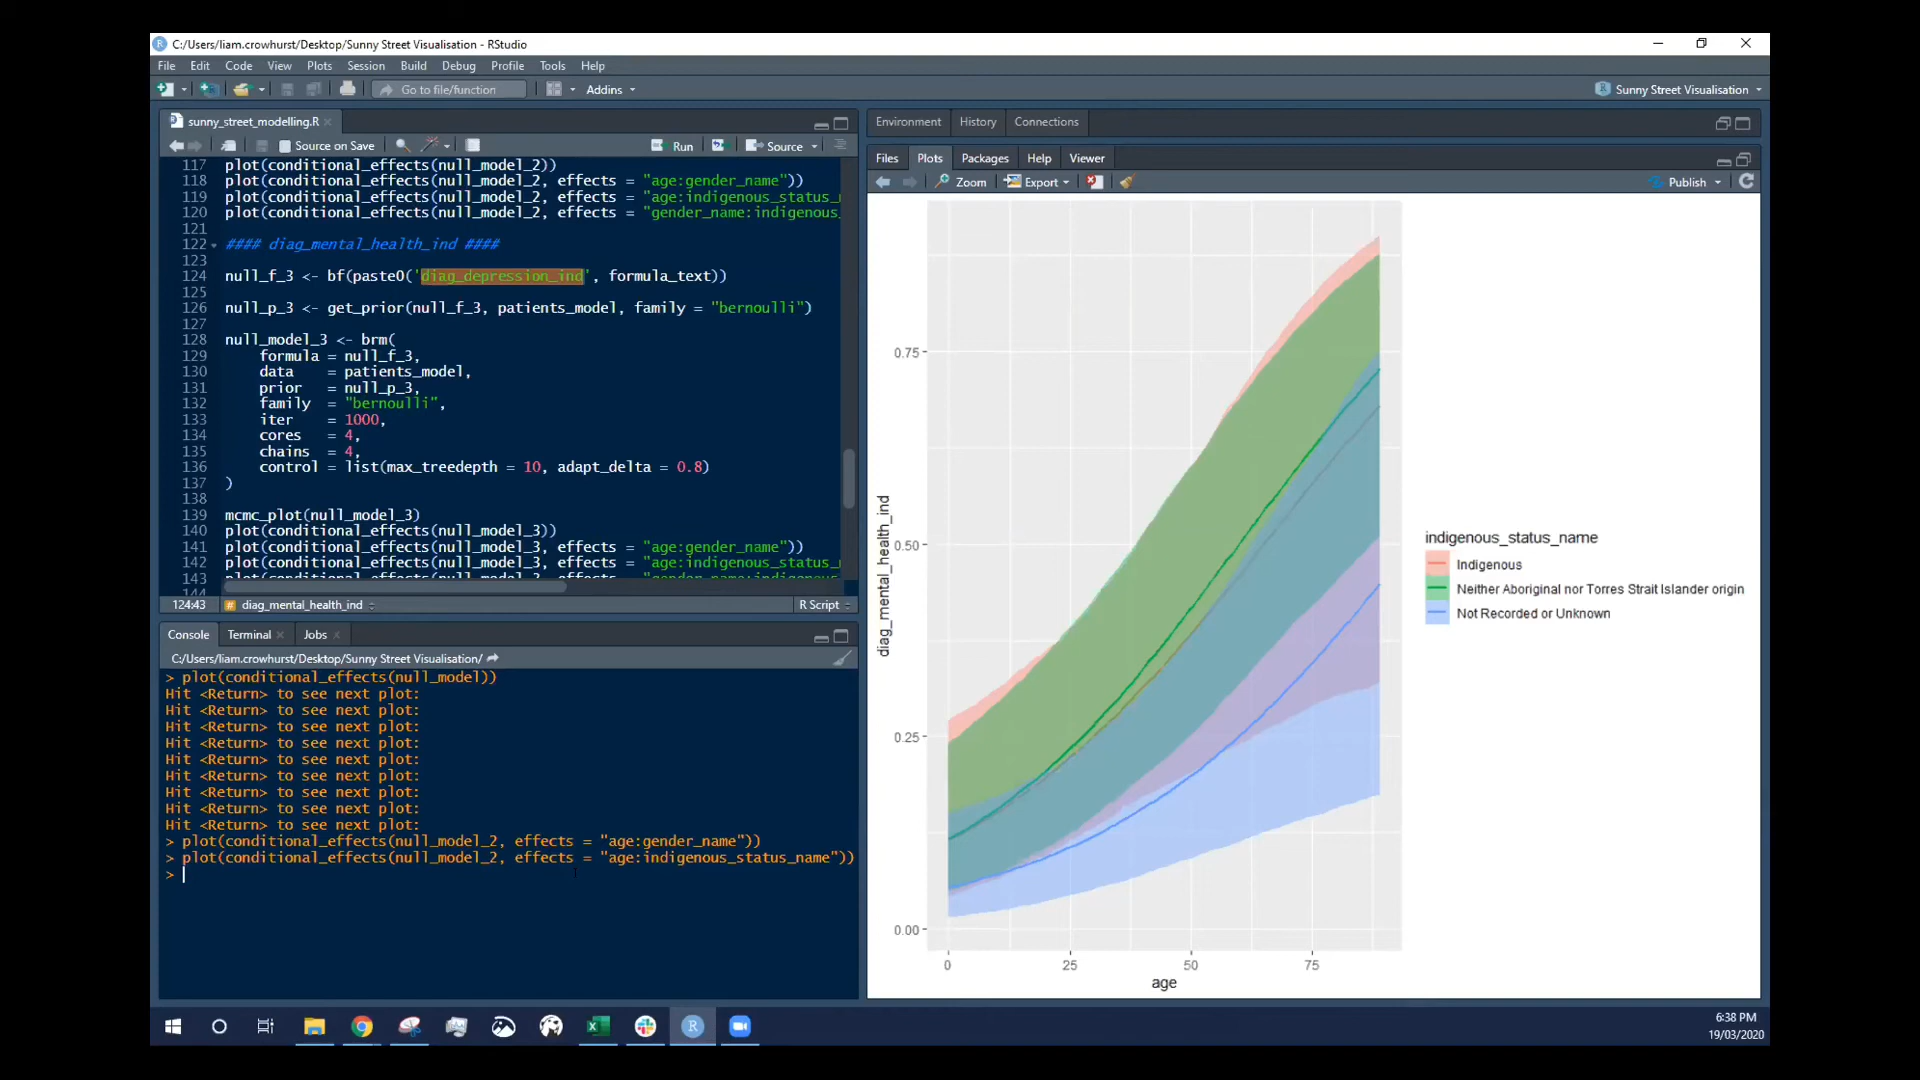 C:/Users/liam.crowhurst/Desktop/Sunny Street Visualisation - RStudio
File Edit Code View Plots Session Build Debug Profile Tools Help
Go to file/function Addins Sunny Street Visualisation
sunny_street_modelling.R
Source on Save Run Source
117 plot(conditional_effects(null_model_2))
118 plot(conditional_effects(null_model_2, effects = "age:gender_name"))
119 plot(conditional_effects(null_model_2, effects = "age:indigenous_status_
120 plot(conditional_effects(null_model_2, effects = "gender_name:indigenous_
121
122 #### diag_mental_health_ind ####
123
124 null_f_3 <- bf(paste0('diag_depression_ind', formula_text))
125
126 null_p_3 <- get_prior(null_f_3, patients_model, family = "bernoulli")
127
128 null_model_3 <- brm(
129 formula = null_f_3,
130 data = patients_model,
131 prior = null_p_3,
132 family = "bernoulli",
133 iter = 1000,
134 cores = 4,
135 chains = 4,
136 control = list(max_treedepth = 10, adapt_delta = 0.8)
137 )
138
139 mcmc_plot(null_model_3)
140 plot(conditional_effects(null_model_3))
141 plot(conditional_effects(null_model_3, effects = "age:gender_name"))
142 plot(conditional_effects(null_model_3, effects = "age:indigenous_status_
143 plot(conditional_effects(null_model_3, effects = "gender_name:indigenous
144
124:43 diag_mental_health_ind R Script
Console Terminal Jobs
C:/Users/liam.crowhurst/Desktop/Sunny Street Visualisation/
> plot(conditional_effects(null_model))
Hit <Return> to see next plot:
Hit <Return> to see next plot:
Hit <Return> to see next plot:
Hit <Return> to see next plot:
Hit <Return> to see next plot:
Hit <Return> to see next plot:
Hit <Return> to see next plot:
Hit <Return> to see next plot:
Hit <Return> to see next plot:
> plot(conditional_effects(null_model_2, effects = "age:gender_name"))
> plot(conditional_effects(null_model_2, effects = "age:indigenous_status_name"))
>
Environment History Connections
Files Plots Packages Help Viewer
Zoom Export Publish
diag_mental_health_ind
0.75
0.50
0.25
0.00
0 25 50 75
age
indigenous_status_name
Indigenous
Neither Aboriginal nor Torres Strait Islander origin
Not Recorded or Unknown
6:38 PM
19/03/2020